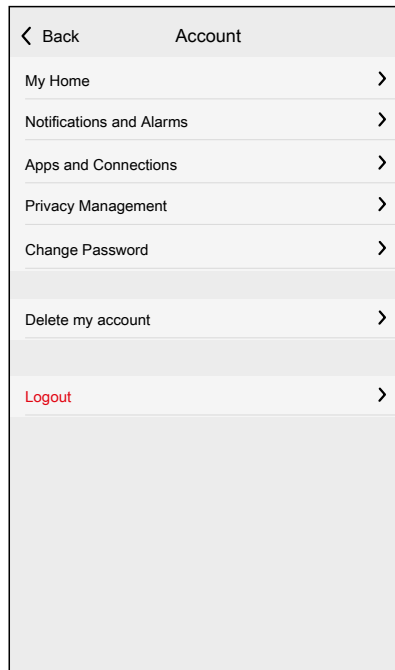 Back Account
My Home
Notifications and Alarms
Apps and Connections
Privacy Management
Change Password
Delete my account
Logout